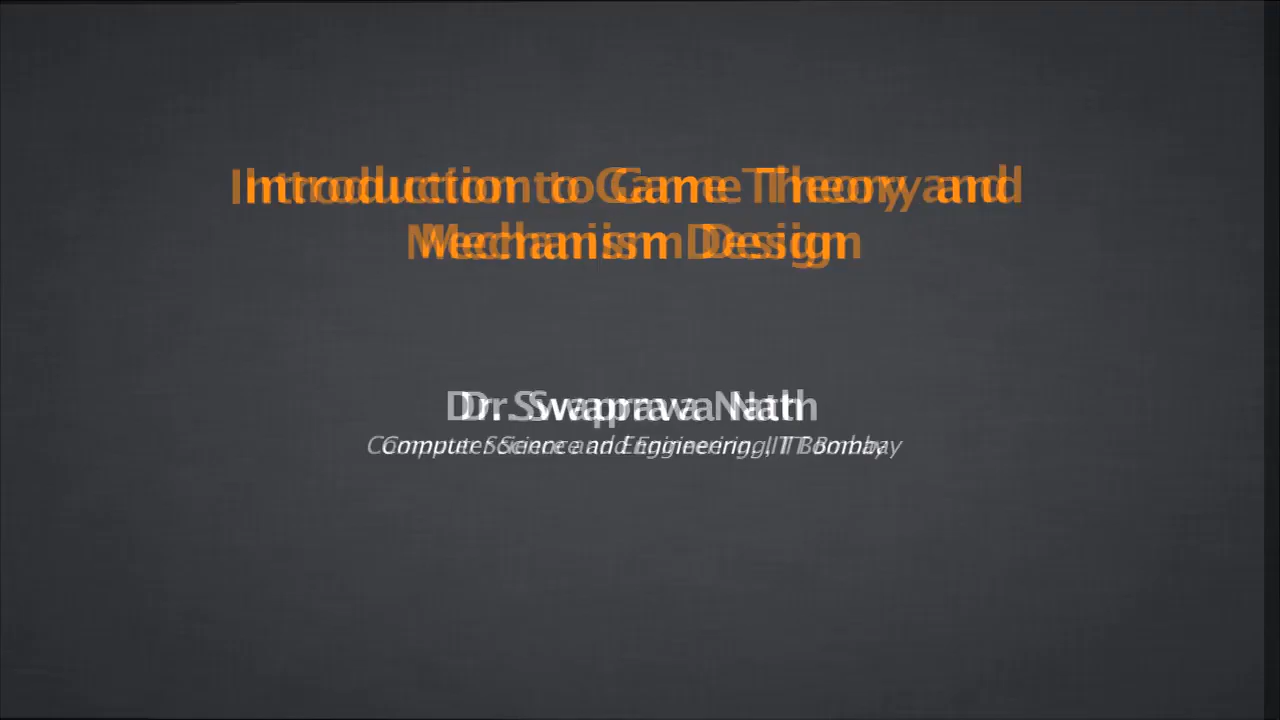 Introduction to Game Theory and
Mechanism Design
Dr. Swaprava Nath
Computer Science and Engineering, IIT Bombay